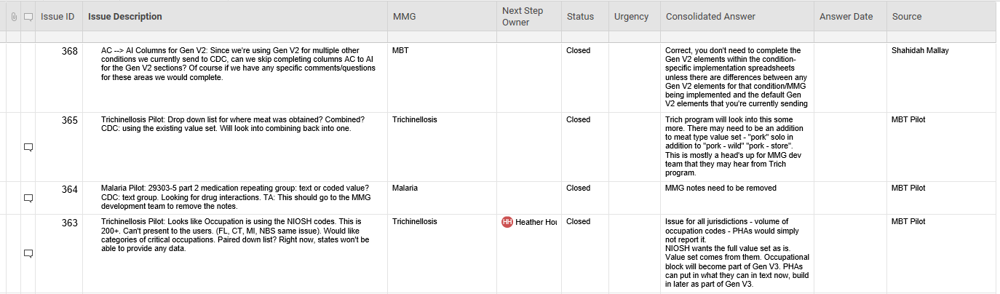 Issue ID
Issue Description
MMG
Next Step
Owner
Status
Urgency
Consolidated Answer
Answer Date
Source
368
AC --> AI Columns for Gen V2: Since we're using Gen V2 for multiple other
conditions we currently send to CDC, can we skip completing columns AC to AI
for the Gen V2 sections? Of course if we have any specific comments/questions
for these areas we would complete.
MBT
Closed
Correct, you don't need to complete the
Gen V2 elements within the condition-
specific implementation spreadsheets
unless there are differences between any
Gen V2 elements for that condition/MMG
being implemented and the default Gen
V2 elements that you're currently sending
Shahidah Mallay
365
Trichinellosis Pilot: Drop down list for where meat was obtained? Combined?
CDC: using the existing value set. Will look into combining back into one.
Trichinellosis
Closed
Trich program will look into this some
more. There may need to be an addition
to meat type value set - "pork" solo in
addition to "pork - wild" "pork - store".
This is mostly a head's up for MMG dev
team that they may hear from Trich
program.
MBT Pilot
364
Malaria Pilot: 29303-5 part 2 medication repeating group: text or coded value?
CDC: text group. Looking for drug interactions. TA: This should go to the MMG
development team to remove the notes.
Malaria
Closed
MMG notes need to be removed
MBT Pilot
363
Trichinellosis Pilot: Looks like Occupation is using the NIOSH codes. This is
200+. Can't present to the users. (FL, CT, MI, NBS same issue). Would like
categories of critical occupations. Paired down list? Right now, states won't be
able to provide any data.
Trichinellosis
HH Heather Hou
Closed
Issue for all jurisdictions - volume of
occupation codes - PHAs would simply
not report it.
NIOSH wants the full value set as is.
Value set comes from them. Occupational
block will become part of Gen V3. PHAs
can put in what they can in text now, build
in later as part of Gen V3.
MBT Pilot